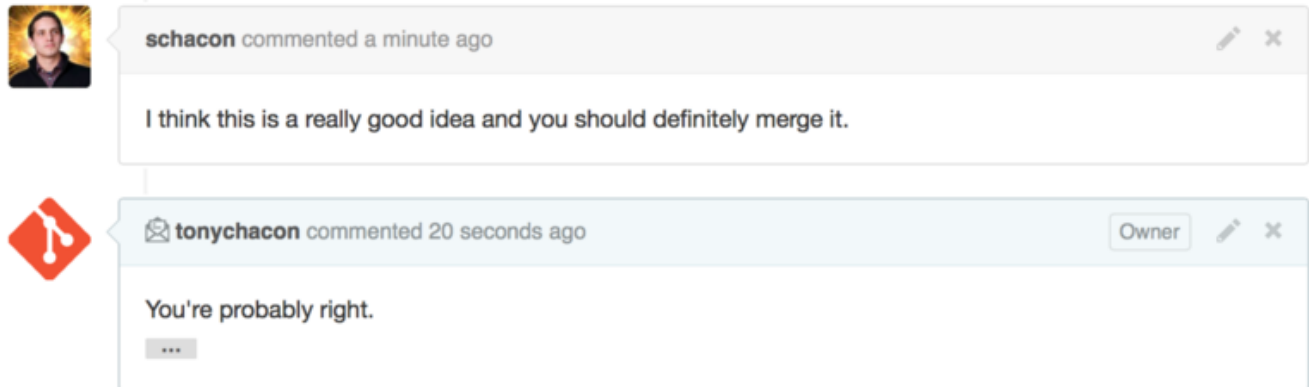 schacon commented a minute ago
I think this is a really good idea and you should definitely merge it.
tonychacon commented 20 seconds ago Owner
You're probably right.
...